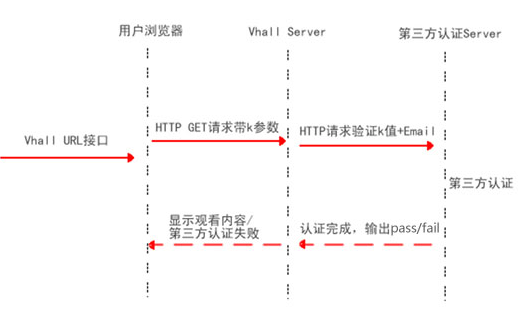 用户浏览器
Vhall Server
第三方认证Server
Vhall URL接口
HTTP GET请求带k参数
HTTP请求验证k值+Email
第三方认证
显示观看内容/
第三方认证失败
认证完成，输出pass/fail